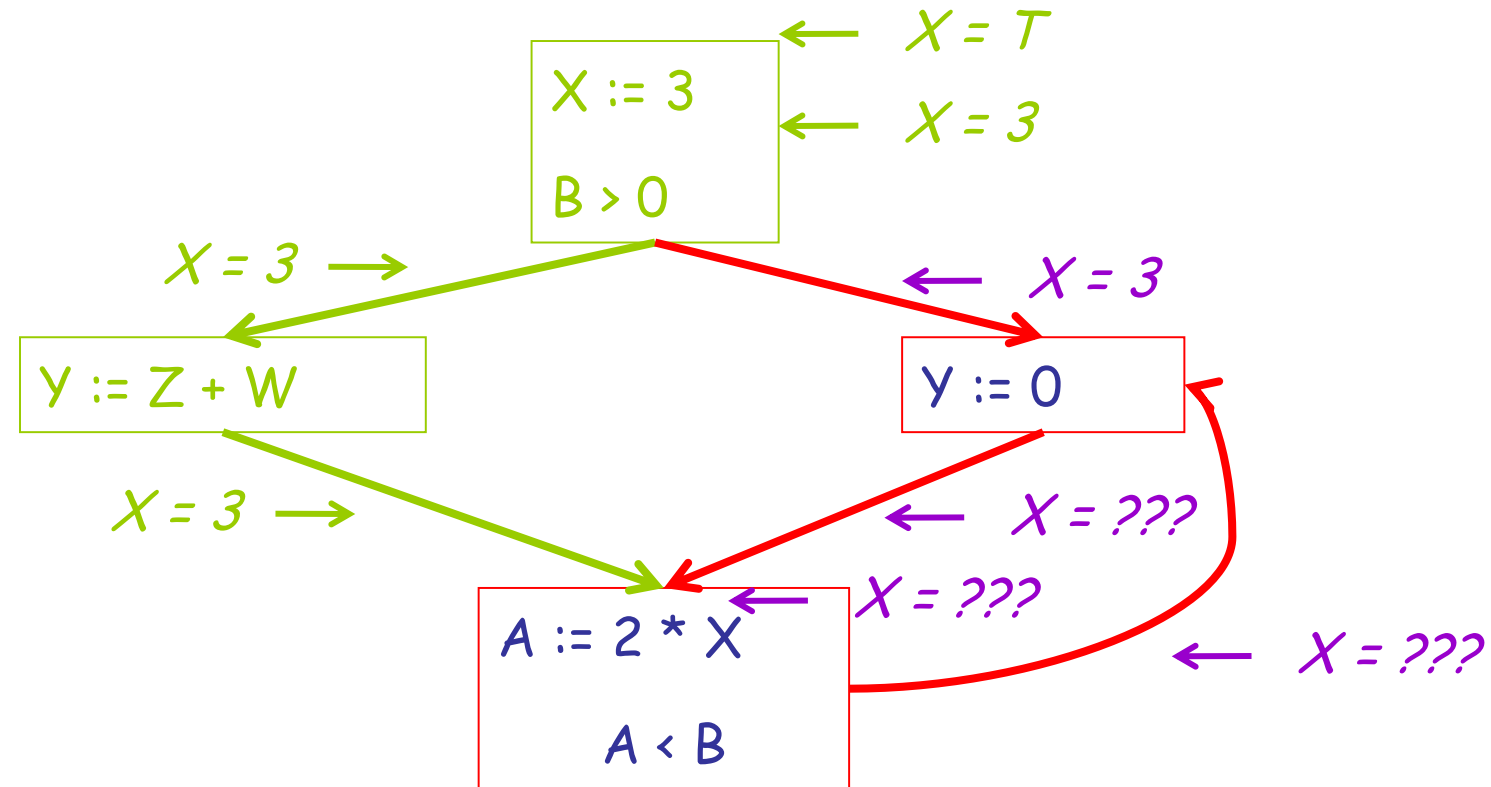 X = T
X := 3
X = 3
B > 0
X = 3
X = 3
Y := Z + W
Y := 0
X = 3
X = ???
X = ???
A := 2 * X
X = ???
A < B